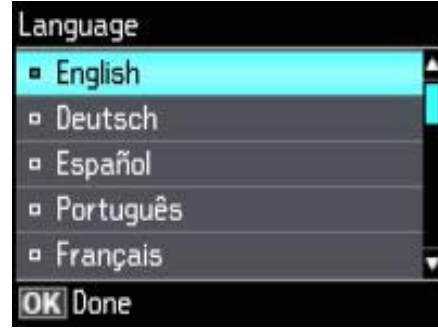 Language
English
Deutsch
Español
Português
Français
OK Done